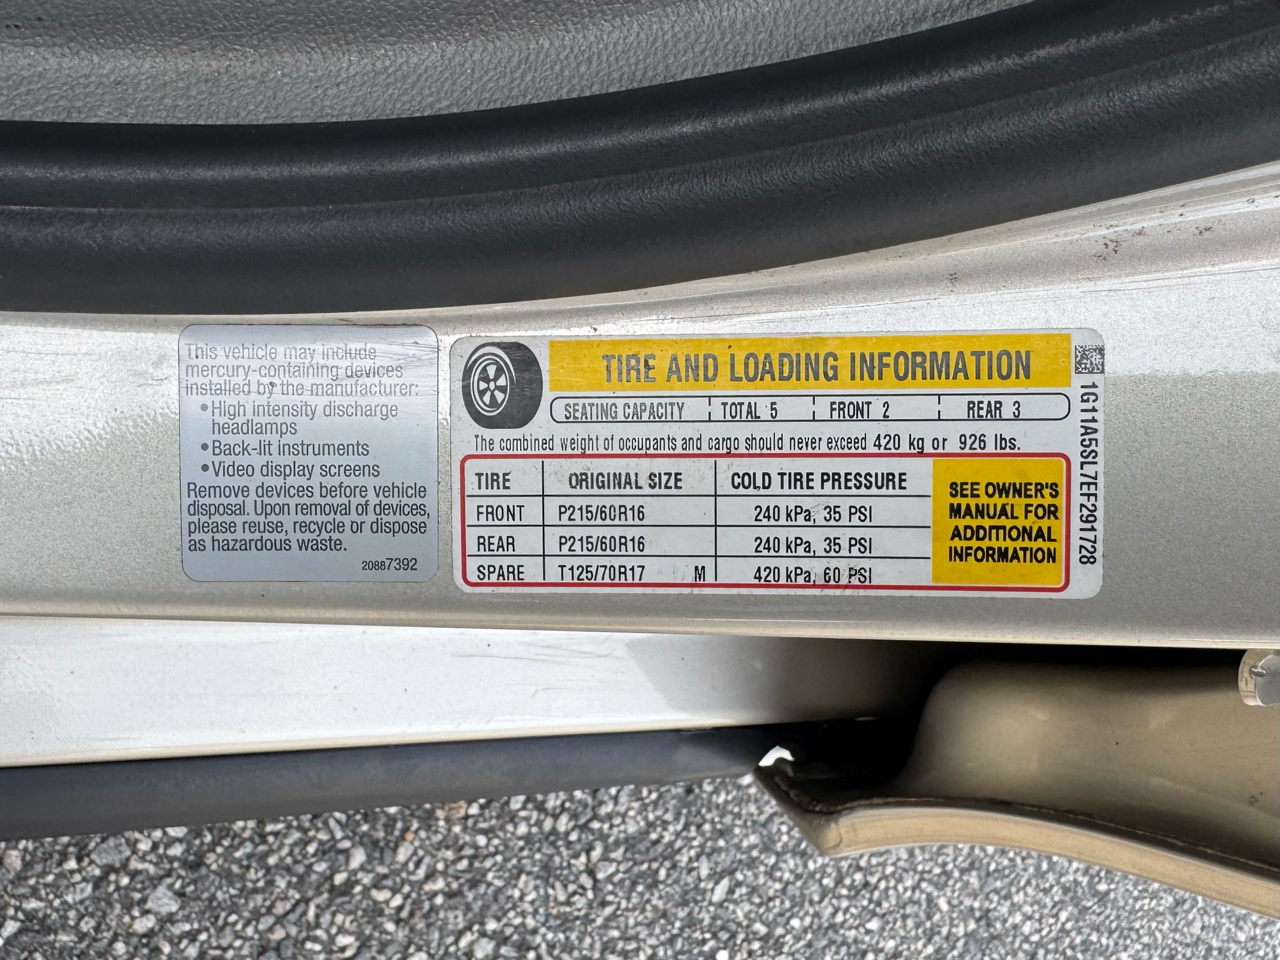 This vehicle may include
mercury-containing devices
installed by the manufacturer:
•High intensity discharge
headlamps
•Back-lit instruments
•Video display screens
Remove devices before vehicle
disposal. Upon removal of devices,
please reuse, recycle or dispose
as hazardous waste.
20887392
TIRE AND LOADING INFORMATION
SEATING CAPACITY TOTAL 5 FRONT 2 REAR 3
The combined weight of occupants and cargo should never exceed 420 kg or 926 lbs.
TIRE ORIGINAL SIZE COLD TIRE PRESSURE
FRONT P215/60R16 240 kPa, 35 PSI
REAR P215/60R16 240 kPa, 35 PSI
SPARE T125/70R17 M 420 kPa, 60 PSI
SEE OWNER'S
MANUAL FOR
ADDITIONAL
INFORMATION
1G11A5SL7EF291728